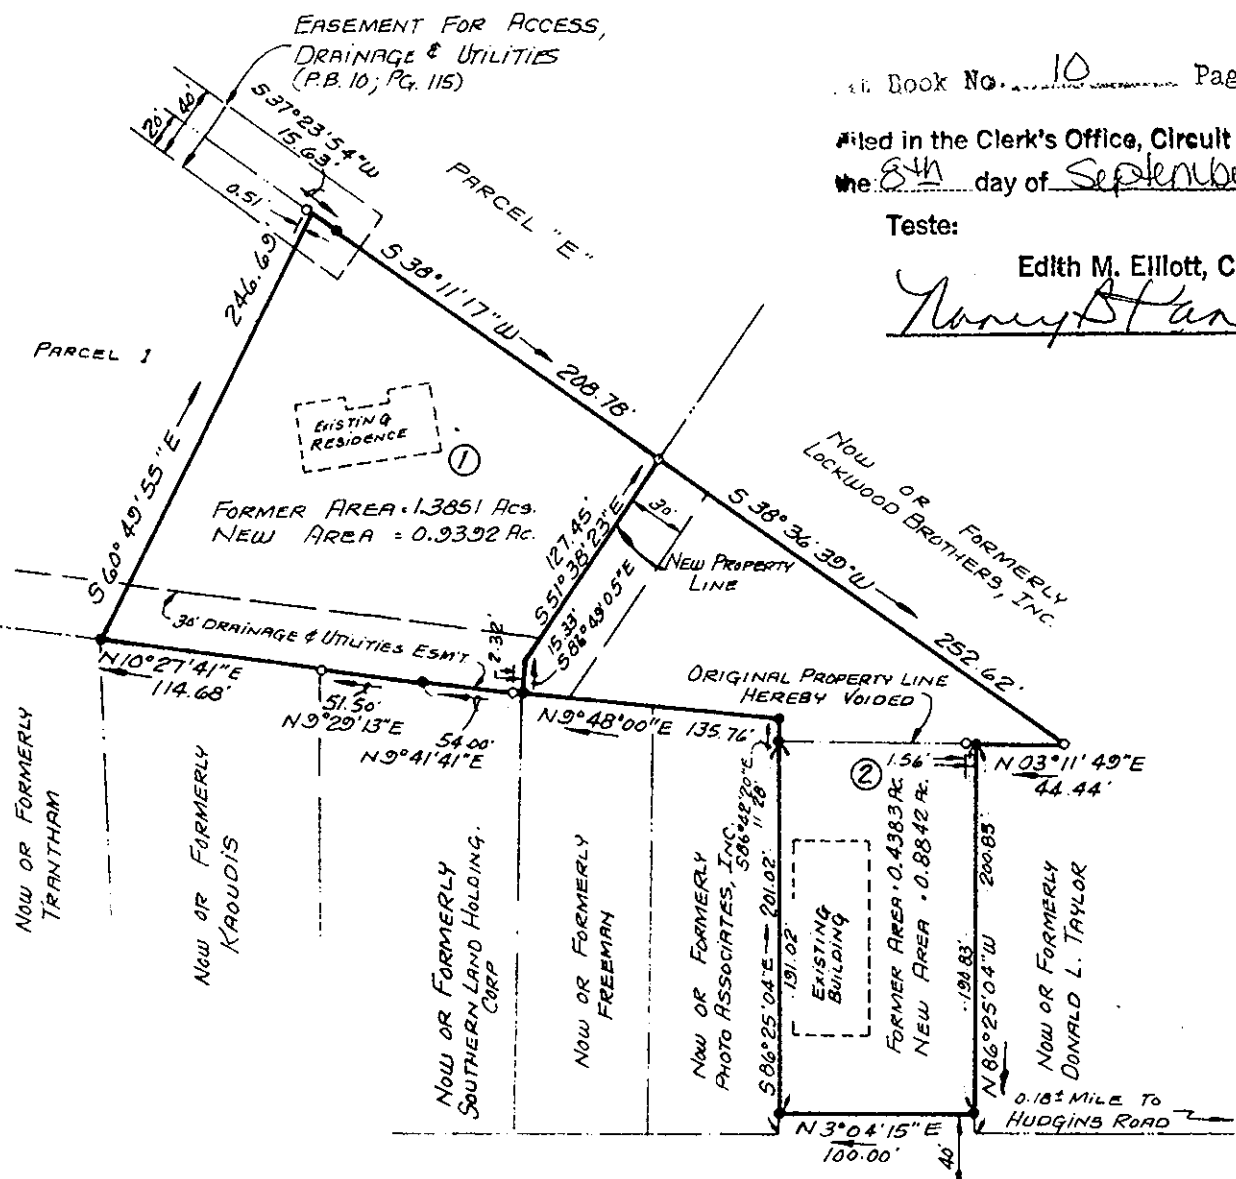 EASEMENT FOR ACCESS,
DRAINAGE & UTILITIES
(P.B. 10; PG. 115)
Book No. 10 Pag
Filed in the Clerk's Office, Circuit
the 8th day of Septembe
Teste:
Edith M. Elliott, C
20'
40'
S 37°23'54"W
15.63'
0.51'
PARCEL "E"
246.69
S 60°49'55"E
PARCEL 1
S 38°11'17"W
208.78'
EXISTING
RESIDENCE
1
FORMER AREA = 1.3851 Acs.
NEW AREA = 0.9392 Ac.
127.45'
S 51°38'23"E
30'
NEW PROPERTY
LINE
15.33'
S 86°49'05"E
2.32'
NOW
OR FORMERLY
LOCKWOOD BROTHERS, INC.
S 38°36'39"W
252.62'
30' DRAINAGE & UTILITIES ESM'T
N 10°27'41"E
114.68'
51.50'
N 9°29'13"E
54.00'
N 9°41'41"E
N 9°48'00"E 135.76'
ORIGINAL PROPERTY LINE
HEREBY VOIDED
1.56'
N 03°11'49"E
44.44'
2
S 86°42'20"E
11.28'
NOW OR FORMERLY
TRANTHAM
NOW OR FORMERLY
KAOUDIS
NOW OR FORMERLY
SOUTHERN LAND HOLDING.
CORP
NOW OR FORMERLY
FREEMAN
NOW OR FORMERLY
PHOTO ASSOCIATES, INC.
S 86°25'04"E 201.02'
191.02'
EXISTING
BUILDING
FORMER AREA = 0.4383 Ac.
NEW AREA = 0.8842 Ac.
190.83'
200.83'
N 86°25'04"W
NOW OR FORMERLY
DONALD L. TAYLOR
0.18± MILE TO
HUDGINS ROAD
N 3°04'15"E
100.00'
40'